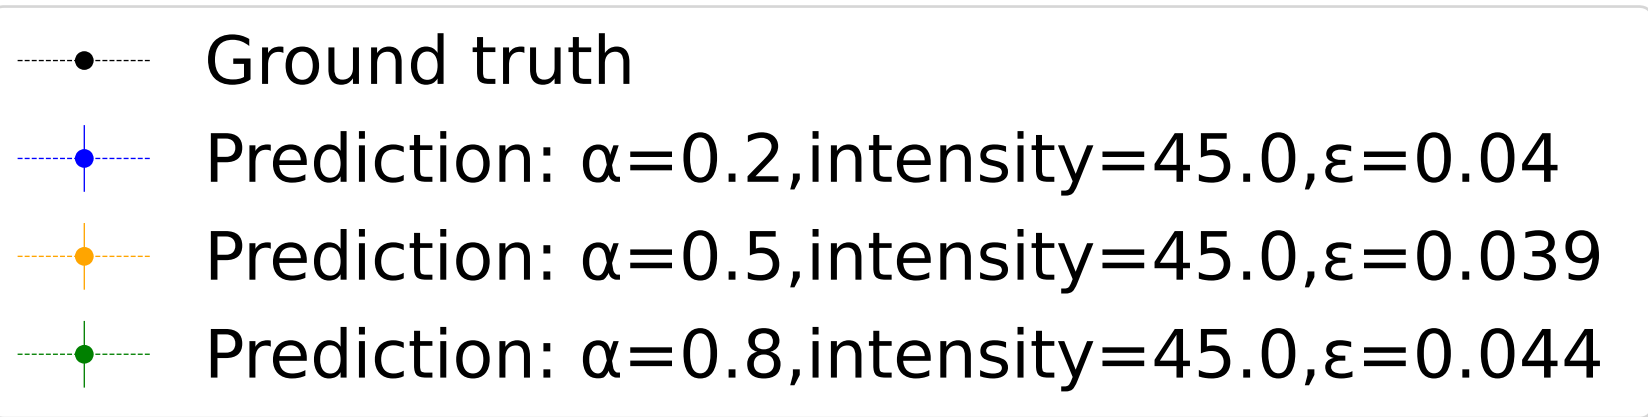 Ground truth
Prediction: α=0.2,intensity=45.0,ε=0.04
Prediction: α=0.5,intensity=45.0,ε=0.039
Prediction: α=0.8,intensity=45.0,ε=0.044